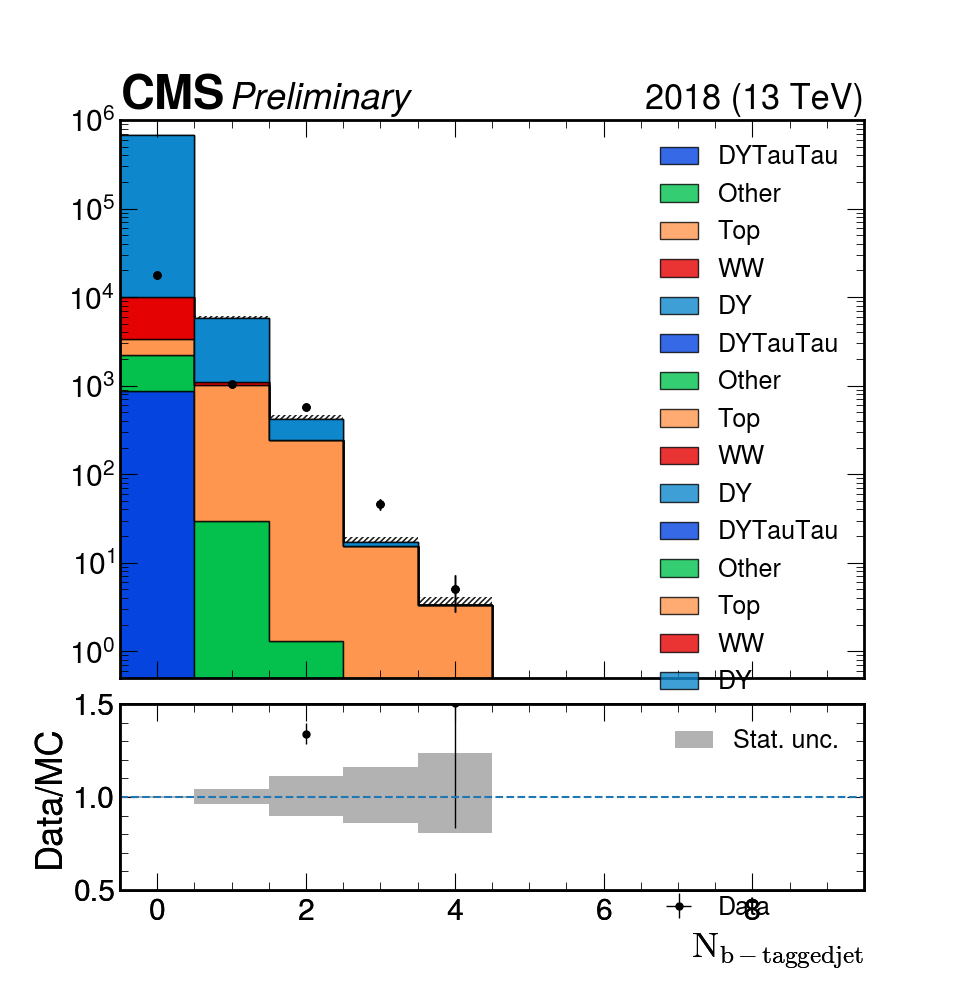 CMS Preliminary 2018 (13 TeV)
10^6
10^5
10^4
10^3
10^2
10^1
10^0
DYTauTau
Other
Top
WW
DY
DYTauTau
Other
Top
WW
DY
DYTauTau
Other
Top
WW
DY
Data/MC
1.5
1.0
0.5
Stat. unc.
0 2 4 6 8
Data
N_{b-taggedjet}